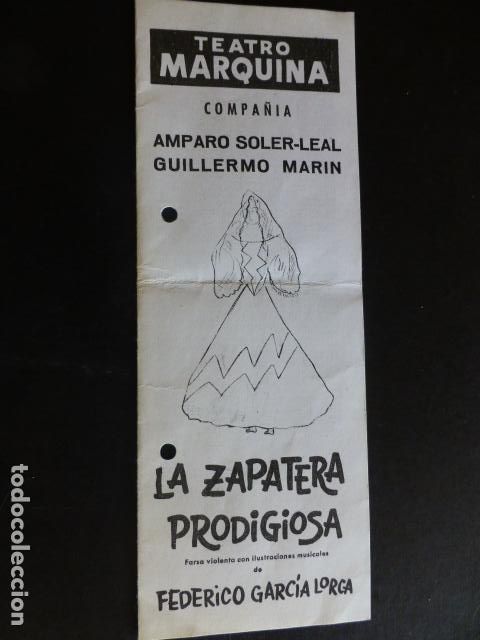 TEATRO
MARQUINA
COMPAÑIA
AMPARO SOLER-LEAL
GUILLERMO MARIN
LA ZAPATERA
PRODIGIOSA
Farsa violenta con ilustraciones musicales
de
FEDERICO GARCÍA LORCA
todocoleccion